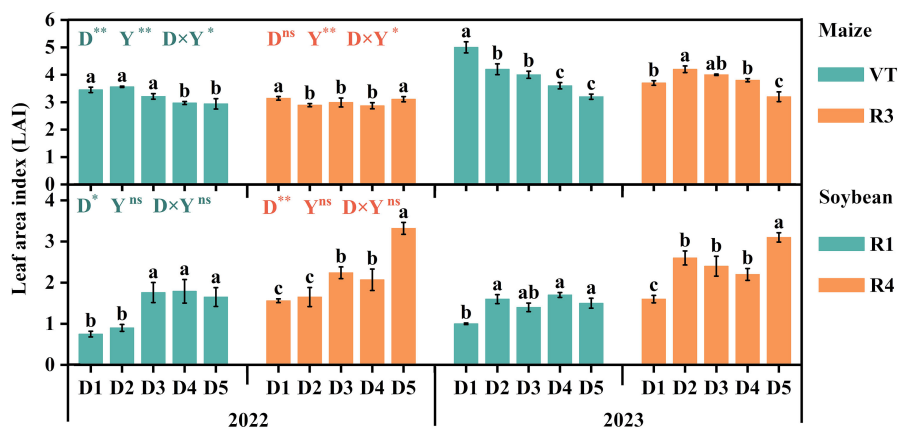 Leaf area index (LAI)
6
5
4
3
2
1
0
D** Y** D×Y*
D^ns Y** D×Y*
a a a b b
a b b b a
a b b c c
b a ab b c
4
3
2
1
0
D* Y^ns D×Y^ns
D** Y^ns D×Y^ns
b b a a a
c c b b a
b a ab a a
c b b b a
D1 D2 D3 D4 D5 D1 D2 D3 D4 D5 D1 D2 D3 D4 D5 D1 D2 D3 D4 D5
2022 2023
Maize
VT
R3
Soybean
R1
R4